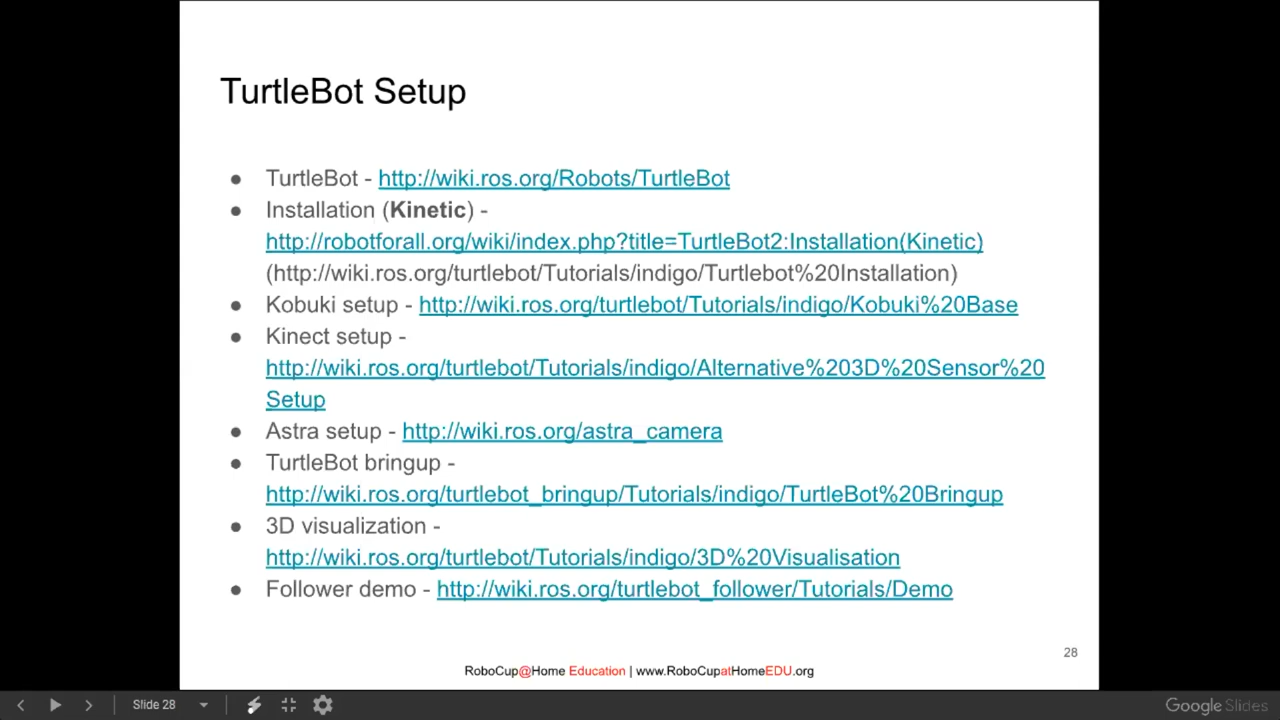 TurtleBot Setup
● TurtleBot - http://wiki.ros.org/Robots/TurtleBot
● Installation (Kinetic) -
http://robotforall.org/wiki/index.php?title=TurtleBot2:Installation(Kinetic)
(http://wiki.ros.org/turtlebot/Tutorials/indigo/Turtlebot%20Installation)
● Kobuki setup - http://wiki.ros.org/turtlebot/Tutorials/indigo/Kobuki%20Base
● Kinect setup -
http://wiki.ros.org/turtlebot/Tutorials/indigo/Alternative%203D%20Sensor%20
Setup
● Astra setup - http://wiki.ros.org/astra_camera
● TurtleBot bringup -
http://wiki.ros.org/turtlebot_bringup/Tutorials/indigo/TurtleBot%20Bringup
● 3D visualization -
http://wiki.ros.org/turtlebot/Tutorials/indigo/3D%20Visualisation
● Follower demo - http://wiki.ros.org/turtlebot_follower/Tutorials/Demo
28
RoboCup@Home Education | www.RoboCupatHomeEDU.org
Slide 28
Google Slides